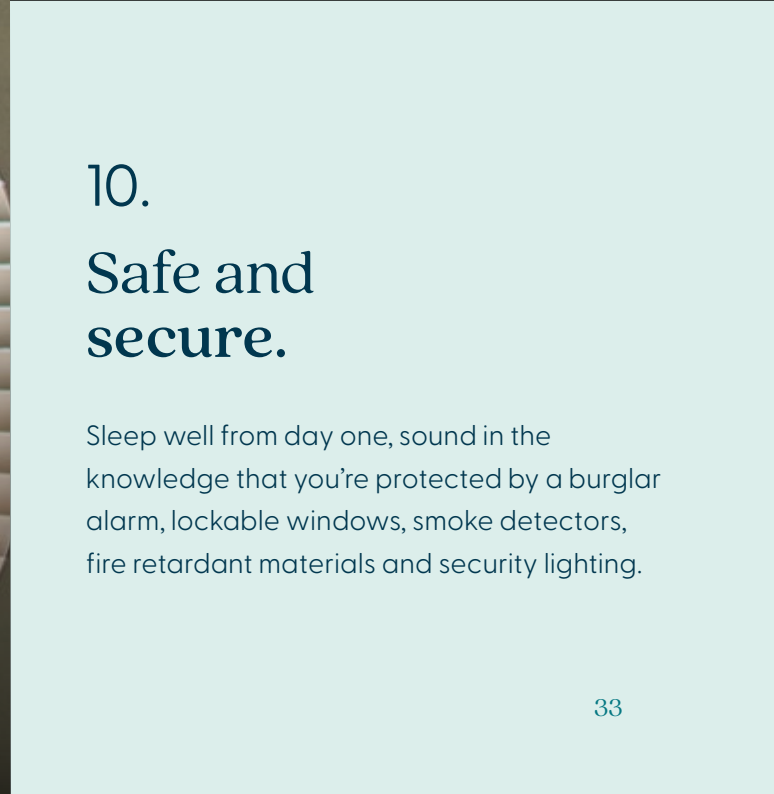 10.
Safe and
secure.
Sleep well from day one, sound in the
knowledge that you’re protected by a burglar
alarm, lockable windows, smoke detectors,
fire retardant materials and security lighting.
33